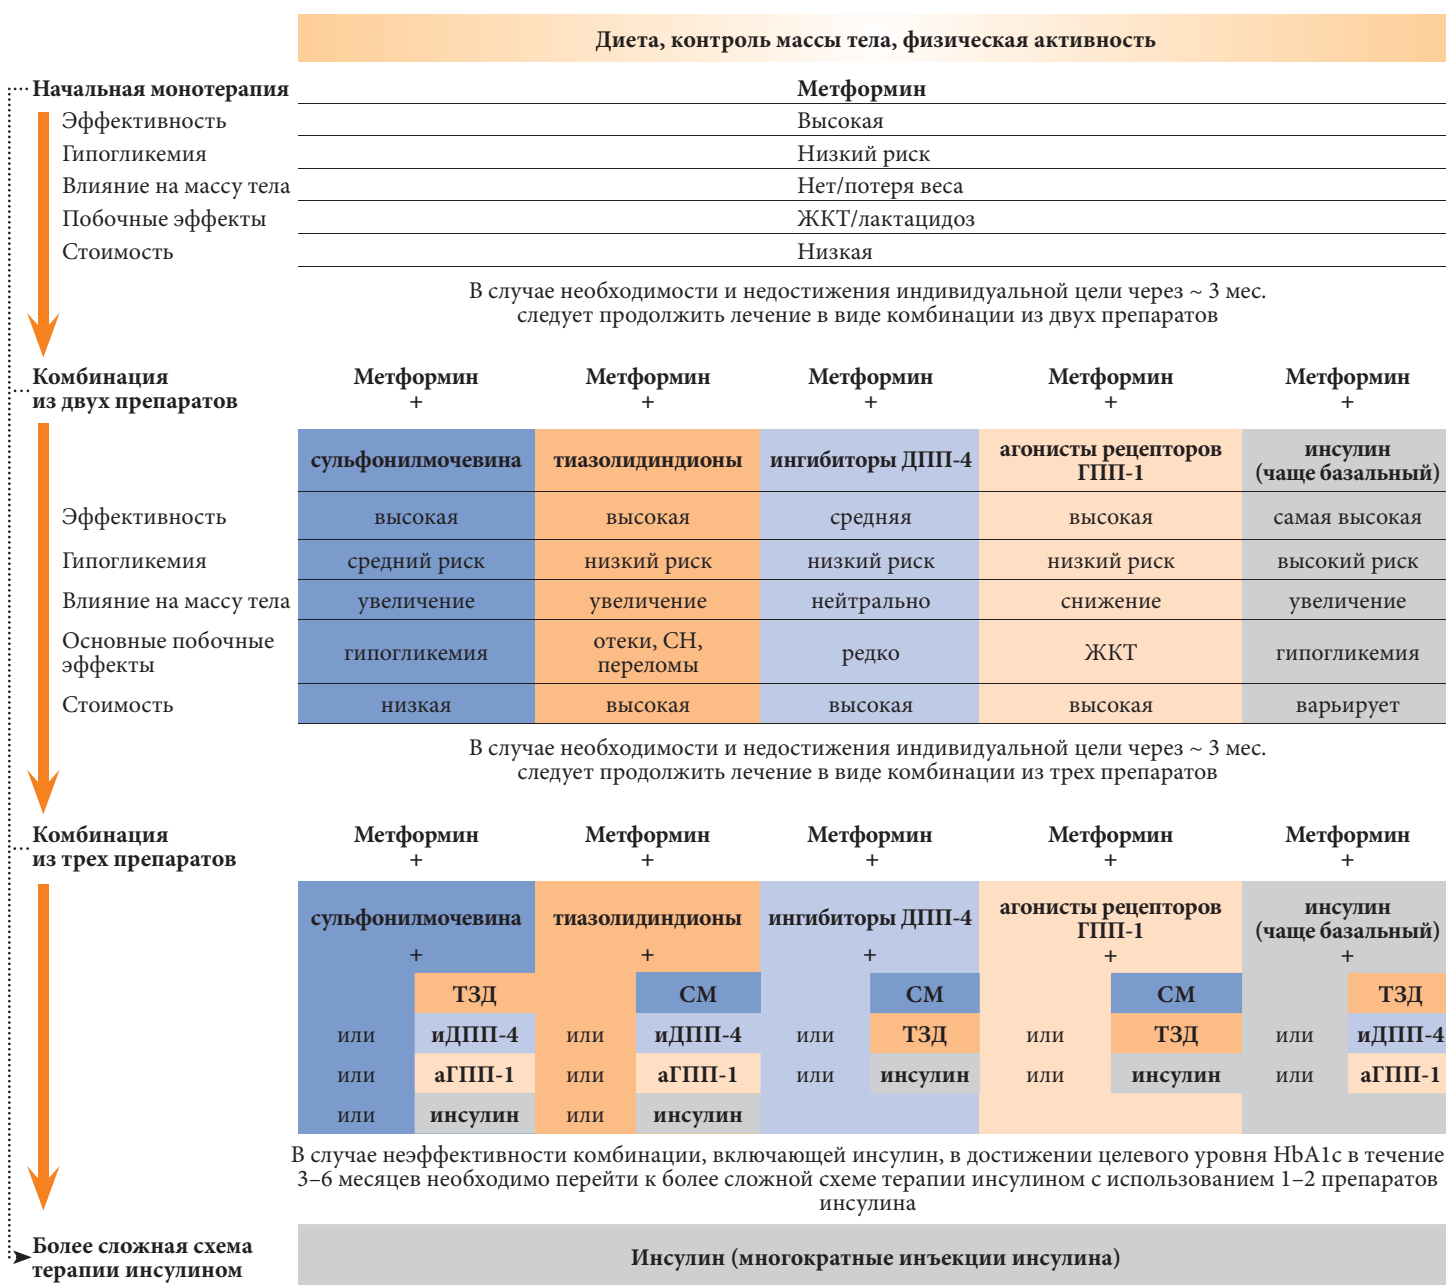 Диета, контроль массы тела, физическая активность
Начальная монотерапия Метформин
Эффективность Высокая
Гипогликемия Низкий риск
Влияние на массу тела Нет/потеря веса
Побочные эффекты ЖКТ/лактацидоз
Стоимость Низкая
В случае необходимости и недостижения индивидуальной цели через ~ 3 мес.
следует продолжить лечение в виде комбинации из двух препаратов
Комбинация Метформин Метформин Метформин Метформин Метформин
из двух препаратов + + + + +
сульфонилмочевина тиазолидиндионы ингибиторы ДПП-4 агонисты рецепторов ГПП-1 инсулин (чаще базальный)
Эффективность высокая высокая средняя высокая самая высокая
Гипогликемия средний риск низкий риск низкий риск низкий риск высокий риск
Влияние на массу тела увеличение увеличение нейтрально снижение увеличение
Основные побочные эффекты гипогликемия отеки, СН, переломы редко ЖКТ гипогликемия
Стоимость низкая высокая высокая высокая варьирует
В случае необходимости и недостижения индивидуальной цели через ~ 3 мес.
следует продолжить лечение в виде комбинации из трех препаратов
Комбинация Метформин Метформин Метформин Метформин Метформин
из трех препаратов + + + + +
сульфонилмочевина тиазолидиндионы ингибиторы ДПП-4 агонисты рецепторов ГПП-1 инсулин (чаще базальный)
+ + + + +
ТЗД СМ СМ СМ ТЗД
или иДПП-4 или иДПП-4 или ТЗД или ТЗД или иДПП-4
или аГПП-1 или аГПП-1 или инсулин или инсулин или аГПП-1
или инсулин или инсулин
В случае неэффективности комбинации, включающей инсулин, в достижении целевого уровня HbA1c в течение
3–6 месяцев необходимо перейти к более сложной схеме терапии инсулином с использованием 1–2 препаратов
инсулина
Более сложная схема
терапии инсулином
Инсулин (многократные инъекции инсулина)